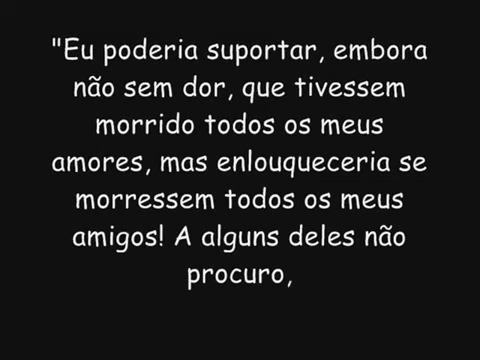 "Eu poderia suportar, embora
não sem dor, que tivessem
morrido todos os meus
amores, mas enlouqueceria se
morressem todos os meus
amigos! A alguns deles não
procuro,